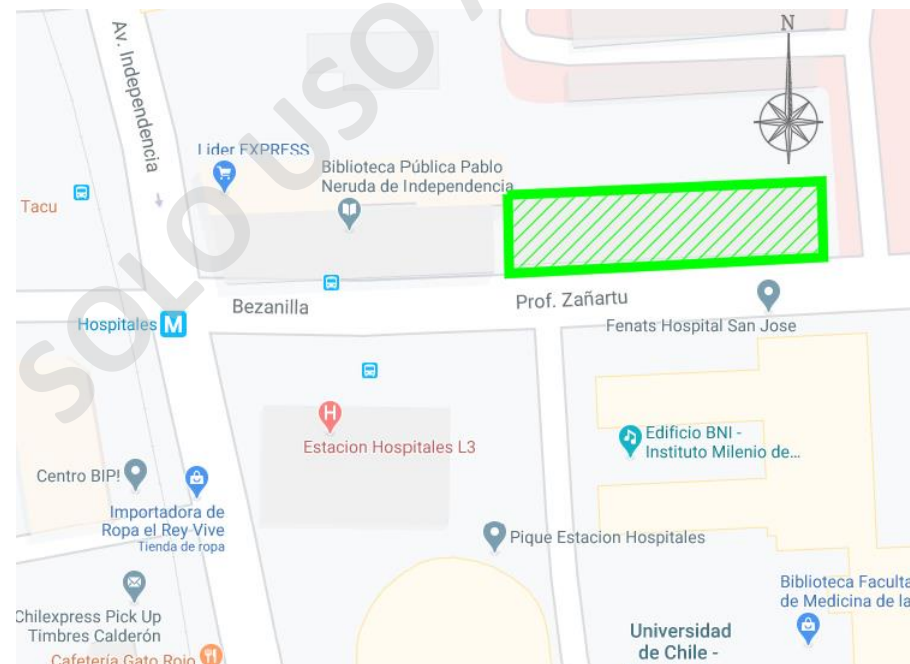 SOLO USO A
N
Av. Independencia
Lider EXPRESS
Biblioteca Pública Pablo
Neruda de Independencia
Tacu
Bezanilla
Prof. Zañartu
Hospitales M
Fenats Hospital San Jose
H
Estacion Hospitales L3
Edificio BNI -
Instituto Milenio de...
Centro BIP!
Importadora de
Ropa el Rey Vive
Tienda de ropa
Pique Estacion Hospitales
Chilexpress Pick Up
Timbres Calderón
Biblioteca Faculta
de Medicina de la
Universidad
de Chile -
Cafetería Gato Rojo